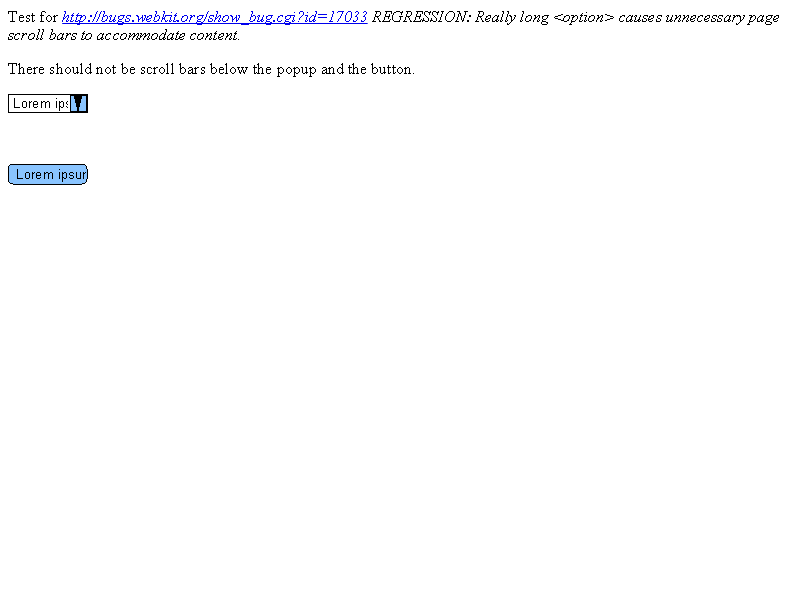 Test for http://bugs.webkit.org/show_bug.cgi?id=17033 REGRESSION: Really long <option> causes unnecessary page
scroll bars to accommodate content.
There should not be scroll bars below the popup and the button.
Lorem ips
Lorem ipsum